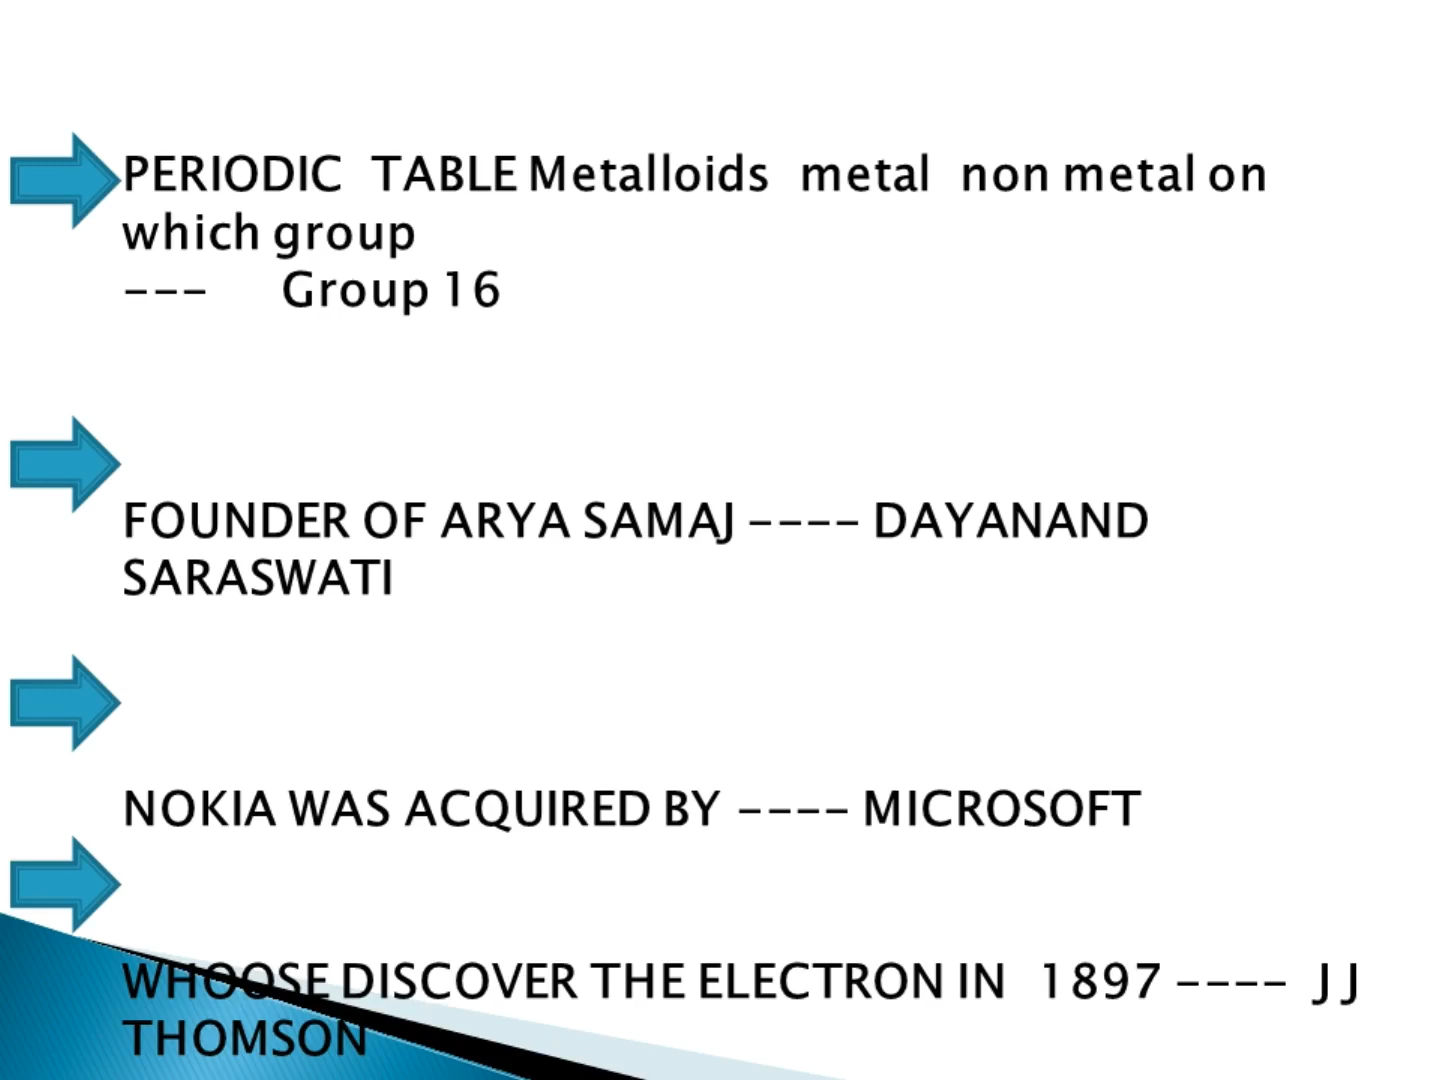 PERIODIC TABLE Metalloids metal non metal on
which group
--- Group 16
FOUNDER OF ARYA SAMAJ ---- DAYANAND
SARASWATI
NOKIA WAS ACQUIRED BY ---- MICROSOFT
WHOOSE DISCOVER THE ELECTRON IN 1897 ---- J J
THOMSON